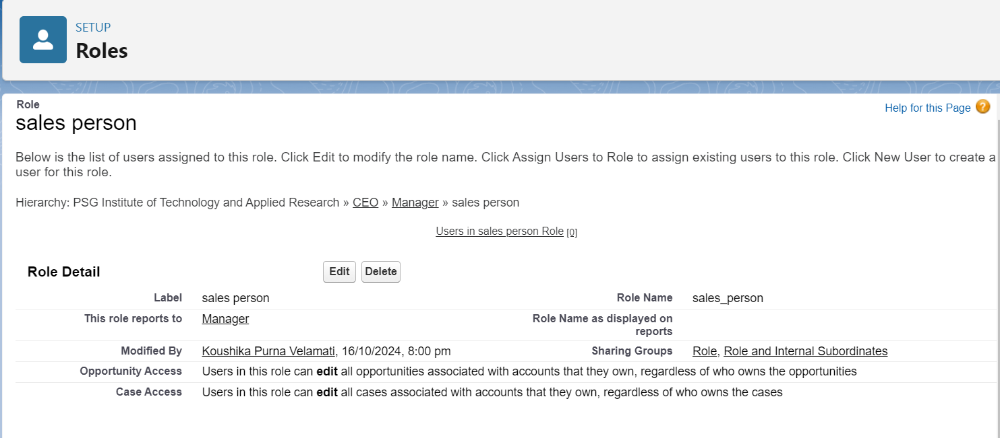 SETUP
Roles
Role
sales person
Help for this Page ?
Below is the list of users assigned to this role. Click Edit to modify the role name. Click Assign Users to Role to assign existing users to this role. Click New User to create a
user for this role.
Hierarchy: PSG Institute of Technology and Applied Research » CEO » Manager » sales person
Users in sales person Role [0]
Role Detail
Edit Delete
Label sales person Role Name sales_person
This role reports to Manager Role Name as displayed on
reports
Modified By Koushika Purna Velamati, 16/10/2024, 8:00 pm Sharing Groups Role, Role and Internal Subordinates
Opportunity Access Users in this role can edit all opportunities associated with accounts that they own, regardless of who owns the opportunities
Case Access Users in this role can edit all cases associated with accounts that they own, regardless of who owns the cases